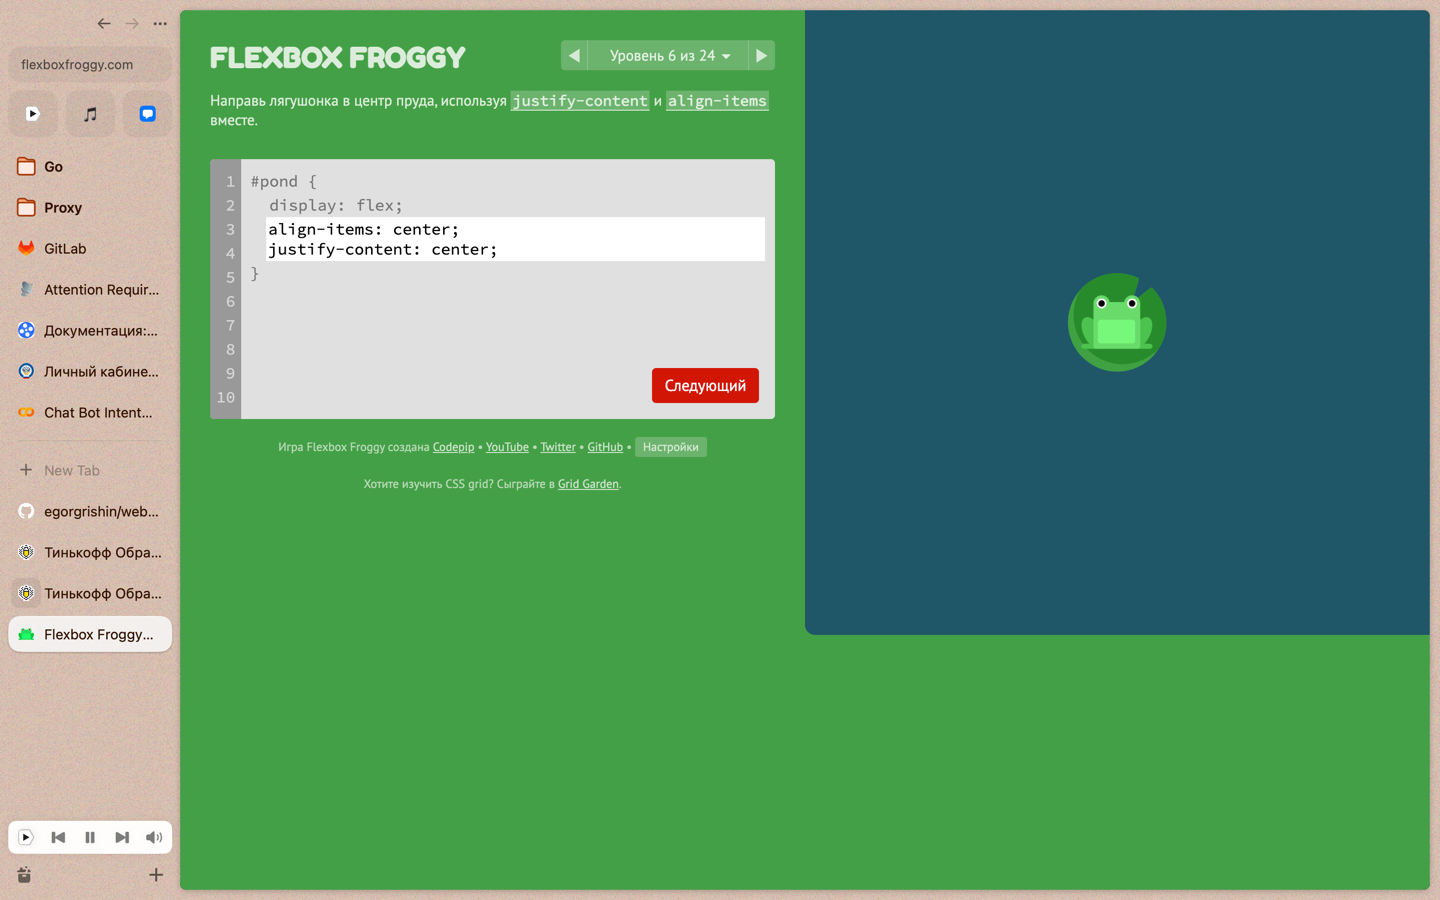 flexboxfroggy.com
Go
Proxy
GitLab
Attention Requir...
Документация:...
Личный кабине...
Chat Bot Intent...
New Tab
egorgrishin/web...
Тинькофф Обра...
Тинькофф Обра...
Flexbox Froggy...
FLEXBOX FROGGY
Уровень 6 из 24
Направь лягушонка в центр пруда, используя justify-content и align-items
вместе.
1 #pond {
2 display: flex;
3 align-items: center;
4 justify-content: center;
5 }
6
7
8
9
10
Следующий
Игра Flexbox Froggy создана Codepip • YouTube • Twitter • GitHub • Настройки
Хотите изучить CSS grid? Сыграйте в Grid Garden.